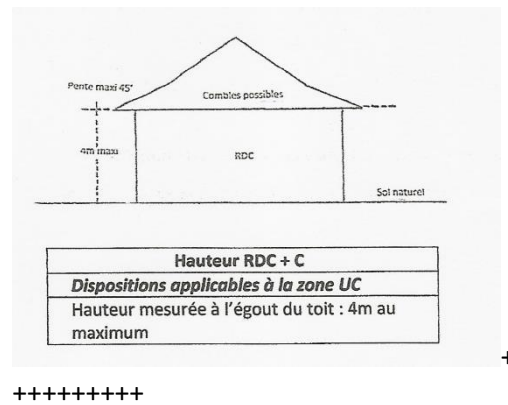 Pente maxi 45°
Combles possibles
4m maxi
RDC
Sol naturel
Hauteur RDC + C
Dispositions applicables à la zone UC
Hauteur mesurée à l'égout du toit : 4m au
maximum
+
+++++++++